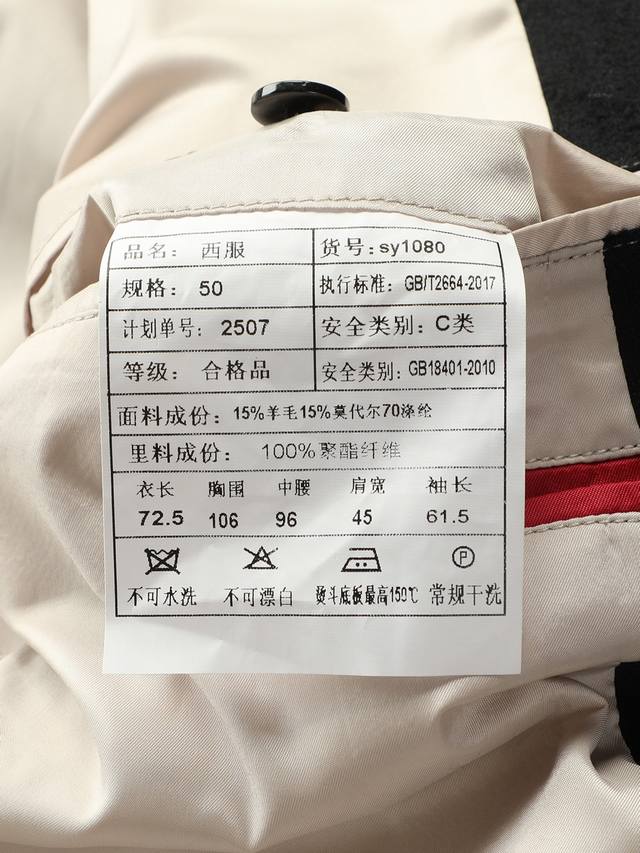 品名：西服 货号：sy1080
规格：50 执行标准：GB/T2664-2017
计划单号：2507 安全类别：C类
等级：合格品 安全类别：GB18401-2010
面料成份：15%羊毛15%莫代尔70涤纶
里料成份：100%聚酯纤维
衣长 胸围 中腰 肩宽 袖长
72.5 106 96 45 61.5
P
不可水洗 不可漂白 熨斗底板最高150℃ 常规干洗